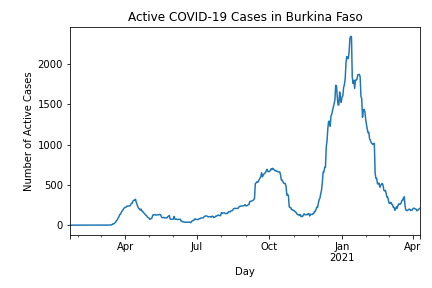 Active COVID-19 Cases in Burkina Faso
Number of Active Cases
2000
1500
1000
500
0
Apr
Jul
Oct
Jan
2021
Apr
Day